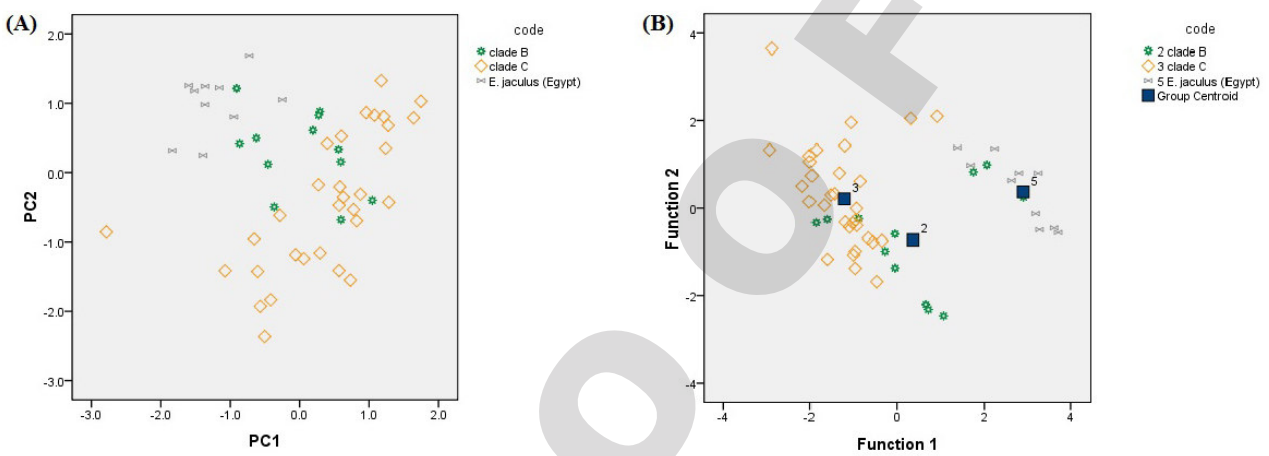 (A)
code
clade B
clade C
E. jaculus (Egypt)
2.0
1.0
0.0
-1.0
-2.0
-3.0
PC2
-3.0 -2.0 -1.0 0.0 1.0 2.0
PC1
(B)
code
2 clade B
3 clade C
5 E. jaculus (Egypt)
Group Centroid
4
2
0
-2
-4
Function 2
3
2
5
-4 -2 0 2 4
Function 1
O O F